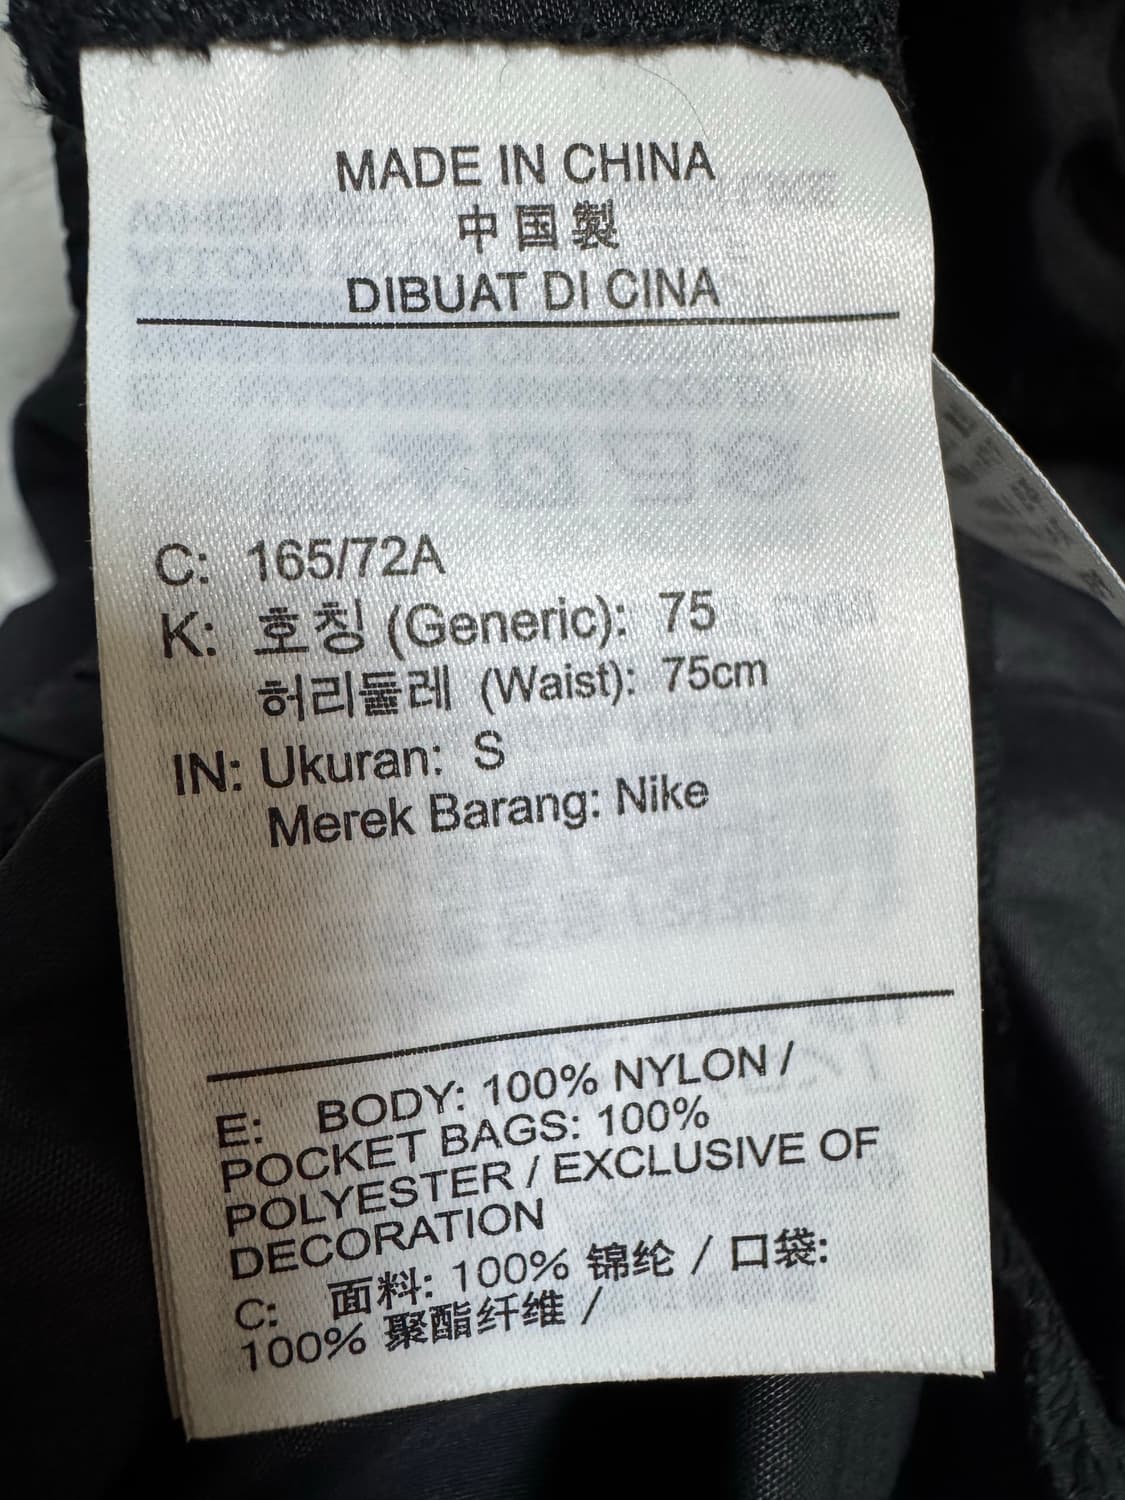 MADE IN CHINA
中国製
DIBUAT DI CINA
C: 165/72A
K: 호칭 (Generic): 75
허리둘레 (Waist): 75cm
IN: Ukuran: S
Merek Barang: Nike
E: BODY: 100% NYLON /
POCKET BAGS: 100%
POLYESTER / EXCLUSIVE OF
DECORATION
C: 面料: 100% 锦纶 / 口袋:
100% 聚酯纤维 /